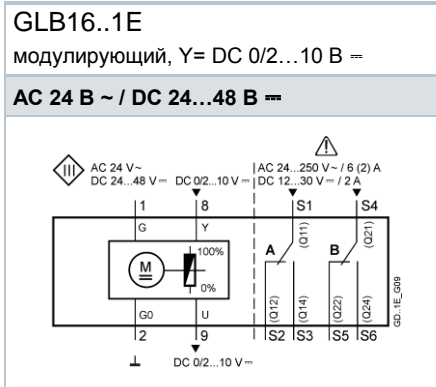 GLB16..1E
модулирующий, Y= DC 0/2…10 В ⎓
AC 24 В ~ / DC 24…48 В ⎓
III
AC 24 V~
DC 24...48 V ⎓
DC 0/2...10 V ⎓
AC 24...250 V~ / 6 (2) A
DC 12...30 V ⎓ / 2 A
1 8 S1 S4
G Y
(Q11) (Q21)
100%
A B
M
0%
G0 U
(Q12) (Q14) (Q22) (Q24)
2 9 S2 S3 S5 S6
DC 0/2...10 V ⎓
GD..1E_G09